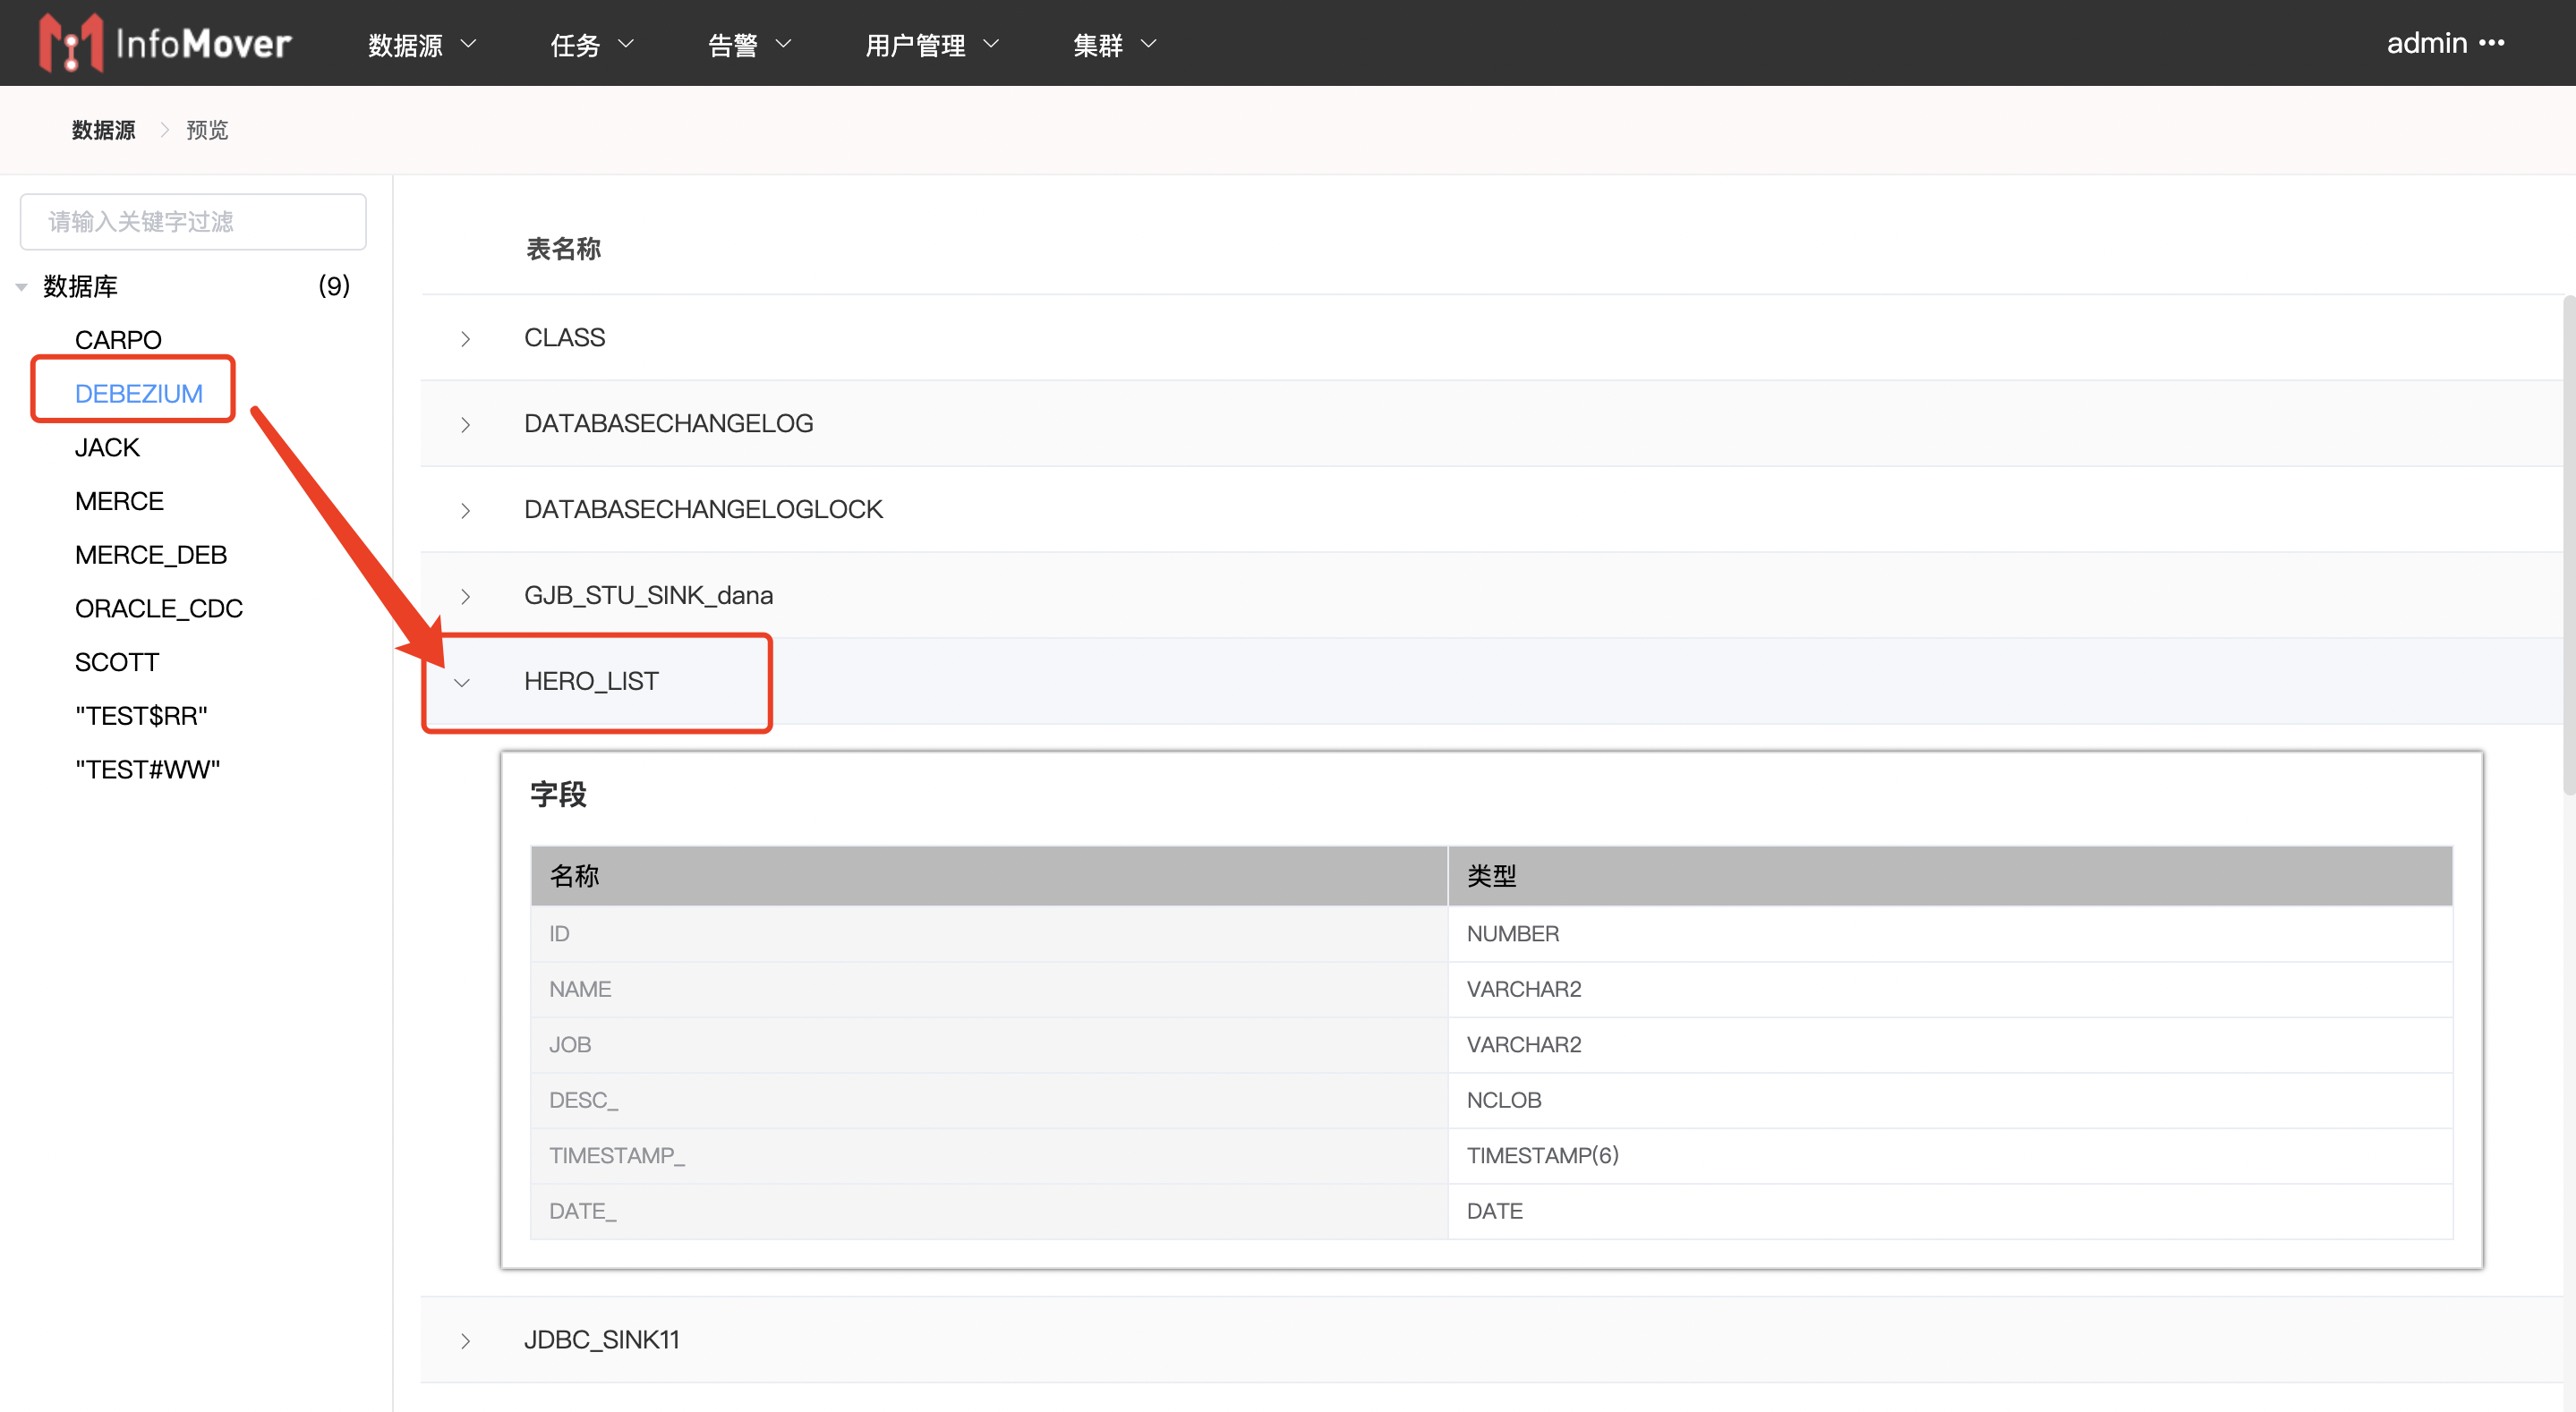 InfoMover 数据源 任务 告警 用户管理 集群 admin •••
数据源 > 预览
请输入关键字过滤
数据库 (9)
CARPO
DEBEZIUM
JACK
MERCE
MERCE_DEB
ORACLE_CDC
SCOTT
"TEST$RR"
"TEST#WW"
表名称
CLASS
DATABASECHANGELOG
DATABASECHANGELOGLOCK
GJB_STU_SINK_dana
HERO_LIST
字段
名称 类型
ID NUMBER
NAME VARCHAR2
JOB VARCHAR2
DESC_ NCLOB
TIMESTAMP_ TIMESTAMP(6)
DATE_ DATE
JDBC_SINK11